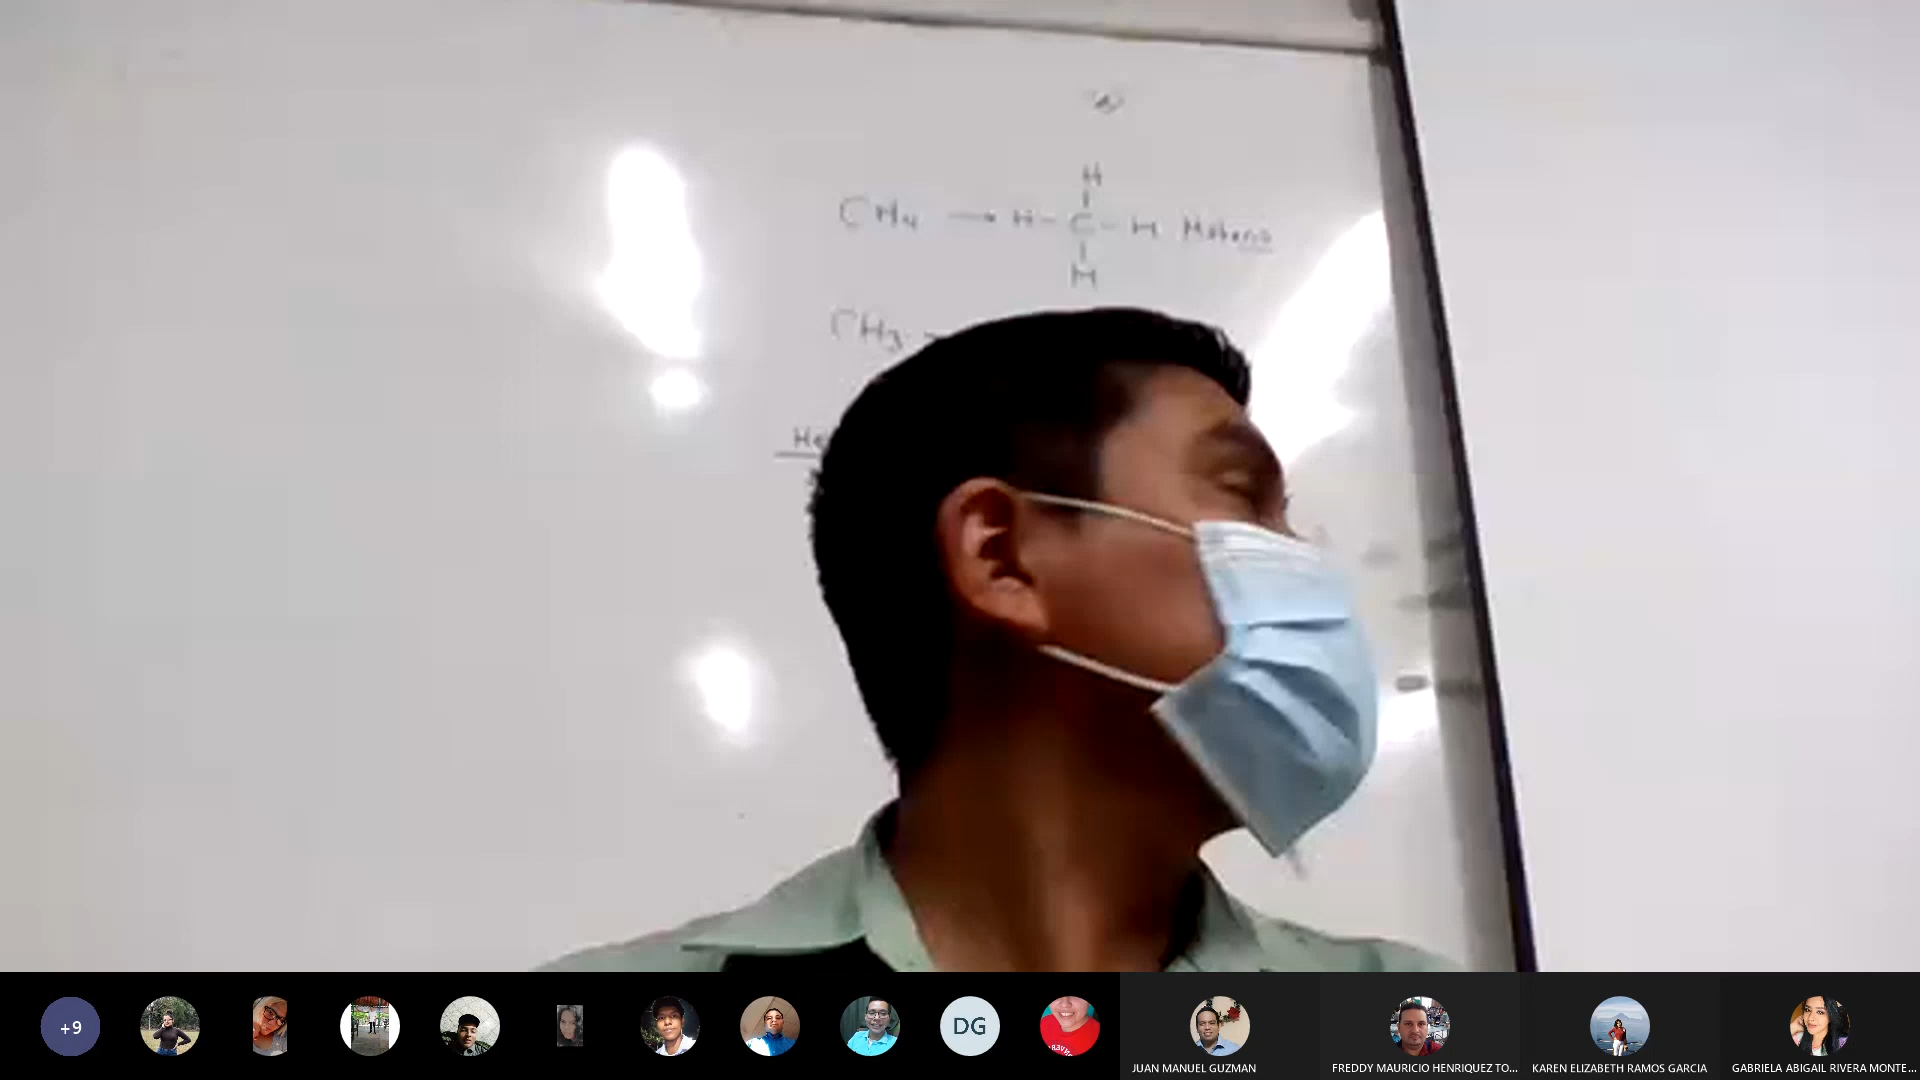 H
CH4 → H - C - H Metano
H
CH3
He
+9
DG
JUAN MANUEL GUZMAN
FREDDY MAURICIO HENRIQUEZ TO...
KAREN ELIZABETH RAMOS GARCIA
GABRIELA ABIGAIL RIVERA MONTE...